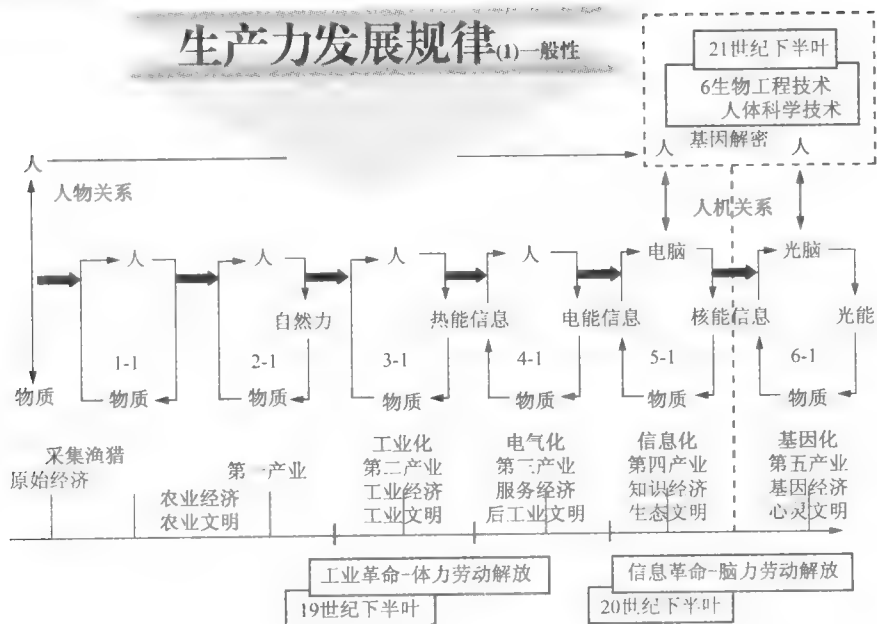 生产力发展规律(1)一般性
21世纪下半叶
6生物工程技术
人体科学技术
基因解密
人 人 人
人物关系 人机关系
人 人 人 人 电脑 光脑
自然力 热能信息 电能信息 核能信息 光能
1-1 2-1 3-1 4-1 5-1 6-1
物质 物质 物质 物质 物质 物质 物质
采集渔猎
原始经济
农业经济
农业文明
第一产业
工业化
第二产业
工业经济
工业文明
电气化
第三产业
服务经济
后工业文明
信息化
第四产业
知识经济
生态文明
基因化
第五产业
基因经济
心灵文明
工业革命-体力劳动解放
19世纪下半叶
信息革命-脑力劳动解放
20世纪下半叶